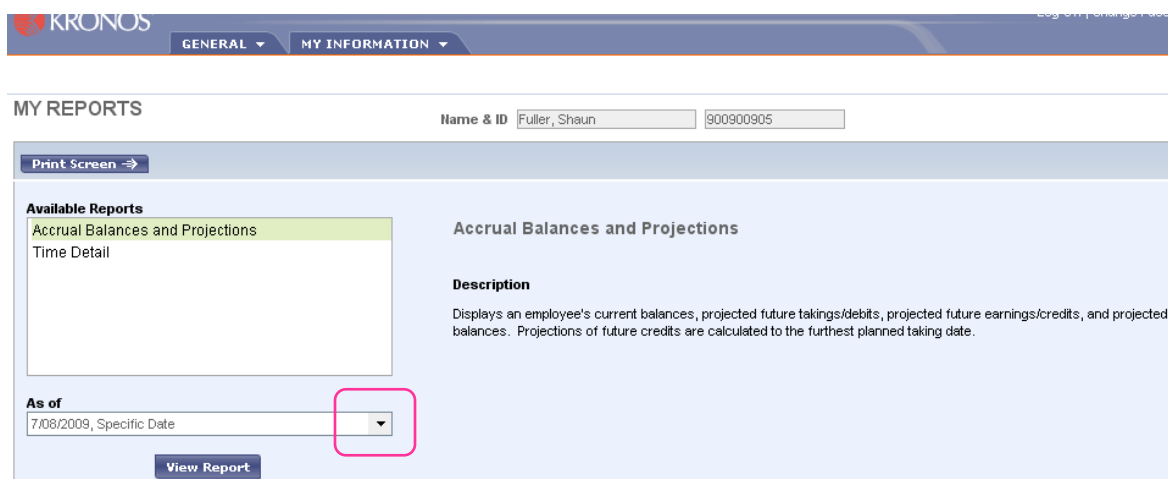 KRONOS
GENERAL MY INFORMATION
MY REPORTS
Name & ID Fuller, Shaun 900900905
Print Screen
Available Reports
Accrual Balances and Projections
Time Detail
Accrual Balances and Projections
Description
Displays an employee's current balances, projected future takings/debits, projected future earnings/credits, and projected
balances. Projections of future credits are calculated to the furthest planned taking date.
As of
7/08/2009, Specific Date
View Report